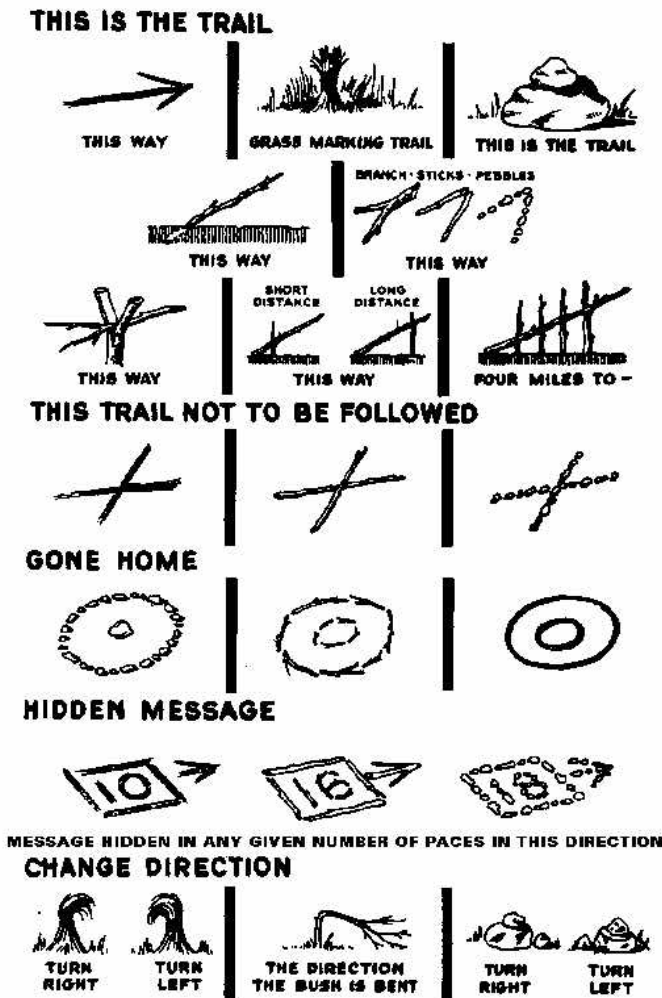 THIS IS THE TRAIL
THIS WAY
GRASS MARKING TRAIL
THIS IS THE TRAIL
BRANCH · STICKS · PEBBLES
THIS WAY
THIS WAY
SHORT
DISTANCE
LONG
DISTANCE
THIS WAY
THIS WAY
FOUR MILES TO –
THIS TRAIL NOT TO BE FOLLOWED
GONE HOME
HIDDEN MESSAGE
10
16
MESSAGE HIDDEN IN ANY GIVEN NUMBER OF PACES IN THIS DIRECTION
CHANGE DIRECTION
TURN
RIGHT
TURN
LEFT
THE DIRECTION
THE BUSH IS BENT
TURN
RIGHT
TURN
LEFT